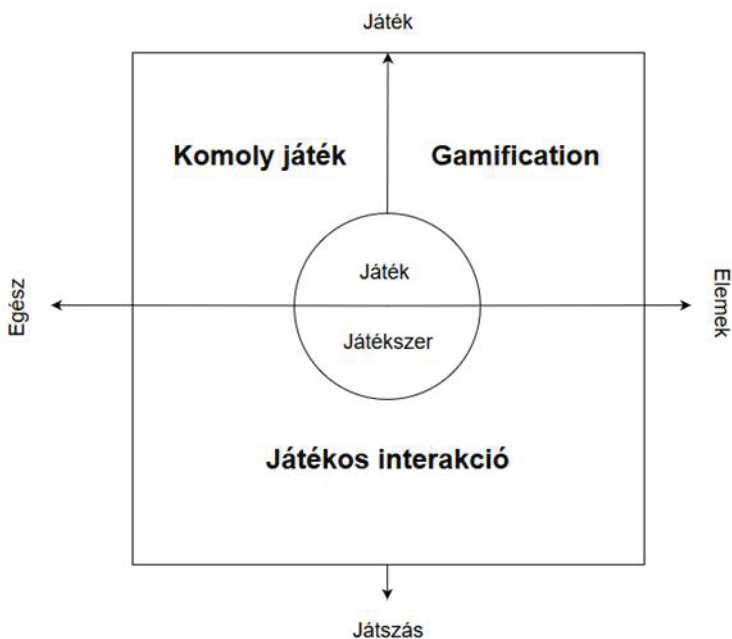 Játék
Komoly játék
Gamification
Játék
Egész
Elemek
Játékszer
Játékos interakció
Játszás